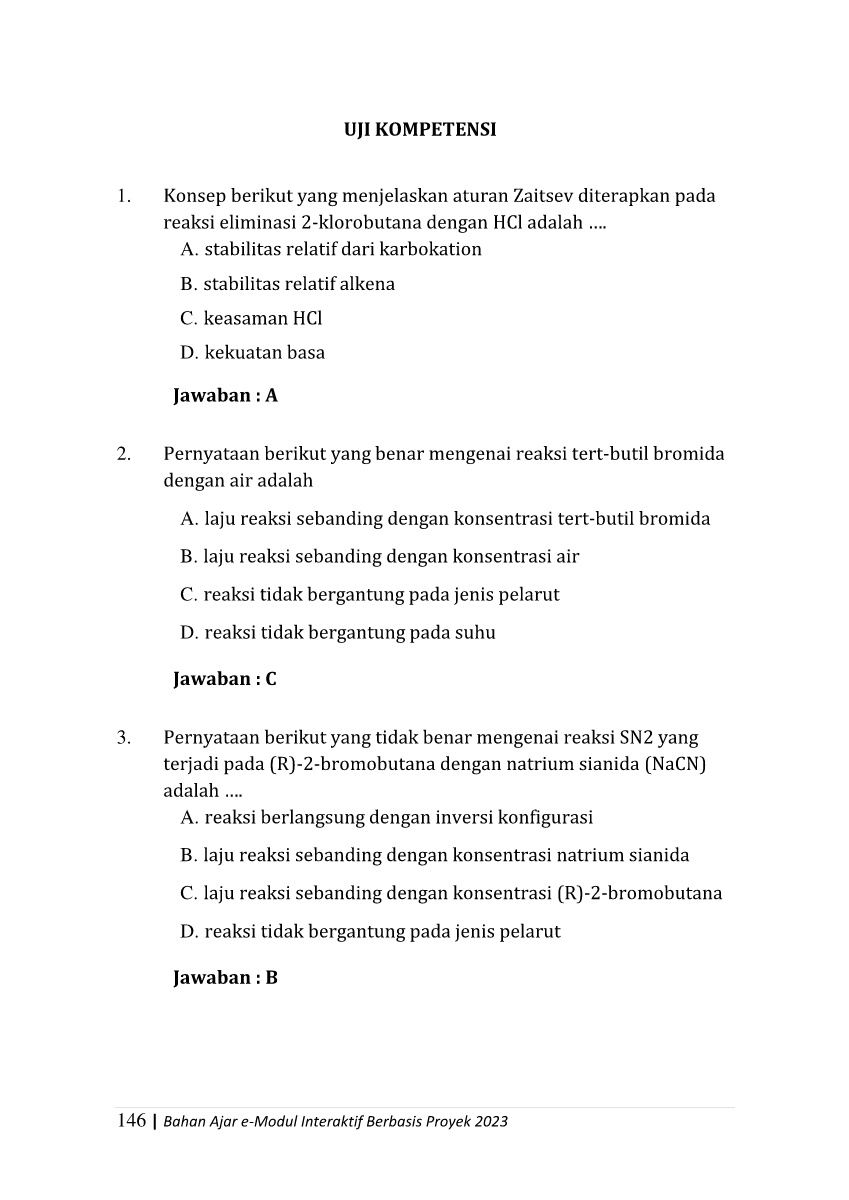 UJI KOMPETENSI
1. Konsep berikut yang menjelaskan aturan Zaitsev diterapkan pada
reaksi eliminasi 2-klorobutana dengan HCl adalah ....
A. stabilitas relatif dari karbokation
B. stabilitas relatif alkena
C. keasaman HCl
D. kekuatan basa
Jawaban : A
2. Pernyataan berikut yang benar mengenai reaksi tert-butil bromida
dengan air adalah
A. laju reaksi sebanding dengan konsentrasi tert-butil bromida
B. laju reaksi sebanding dengan konsentrasi air
C. reaksi tidak bergantung pada jenis pelarut
D. reaksi tidak bergantung pada suhu
Jawaban : C
3. Pernyataan berikut yang tidak benar mengenai reaksi SN2 yang
terjadi pada (R)-2-bromobutana dengan natrium sianida (NaCN)
adalah ....
A. reaksi berlangsung dengan inversi konfigurasi
B. laju reaksi sebanding dengan konsentrasi natrium sianida
C. laju reaksi sebanding dengan konsentrasi (R)-2-bromobutana
D. reaksi tidak bergantung pada jenis pelarut
Jawaban : B
146 | Bahan Ajar e-Modul Interaktif Berbasis Proyek 2023